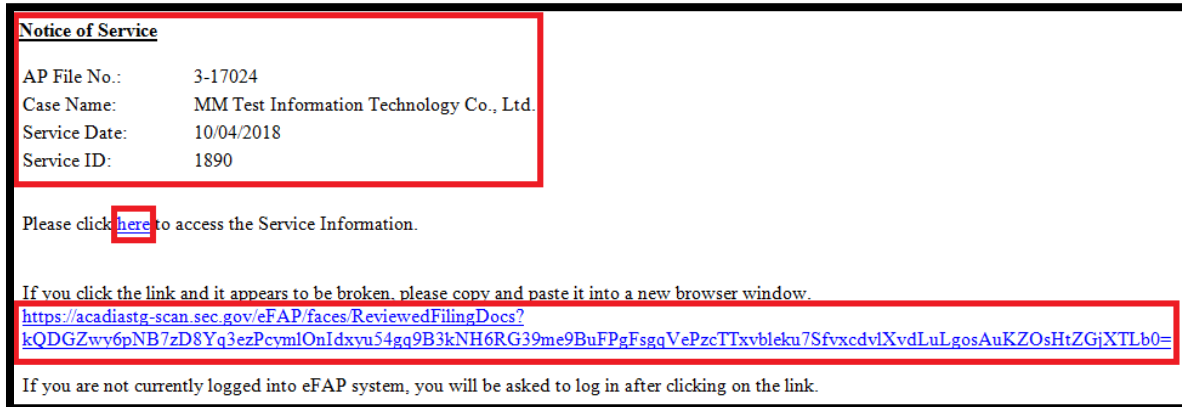 Notice of Service
AP File No.: 3-17024
Case Name: MM Test Information Technology Co., Ltd.
Service Date: 10/04/2018
Service ID: 1890
Please click here to access the Service Information.
If you click the link and it appears to be broken, please copy and paste it into a new browser window.
https://acadiastg-scan.sec.gov/eFAP/faces/ReviewedFilingDocs?
kQDGZwy6pNB7zD8Yq3ezPcymlOnIdxyu54gq9B3kNH6RG39me9BuFPgFsgqVePzcTTxvbleku7SfvxcdvlXvdLuLgosAuKZOsHtZGjXTLb0=
If you are not currently logged into eFAP system, you will be asked to log in after clicking on the link.